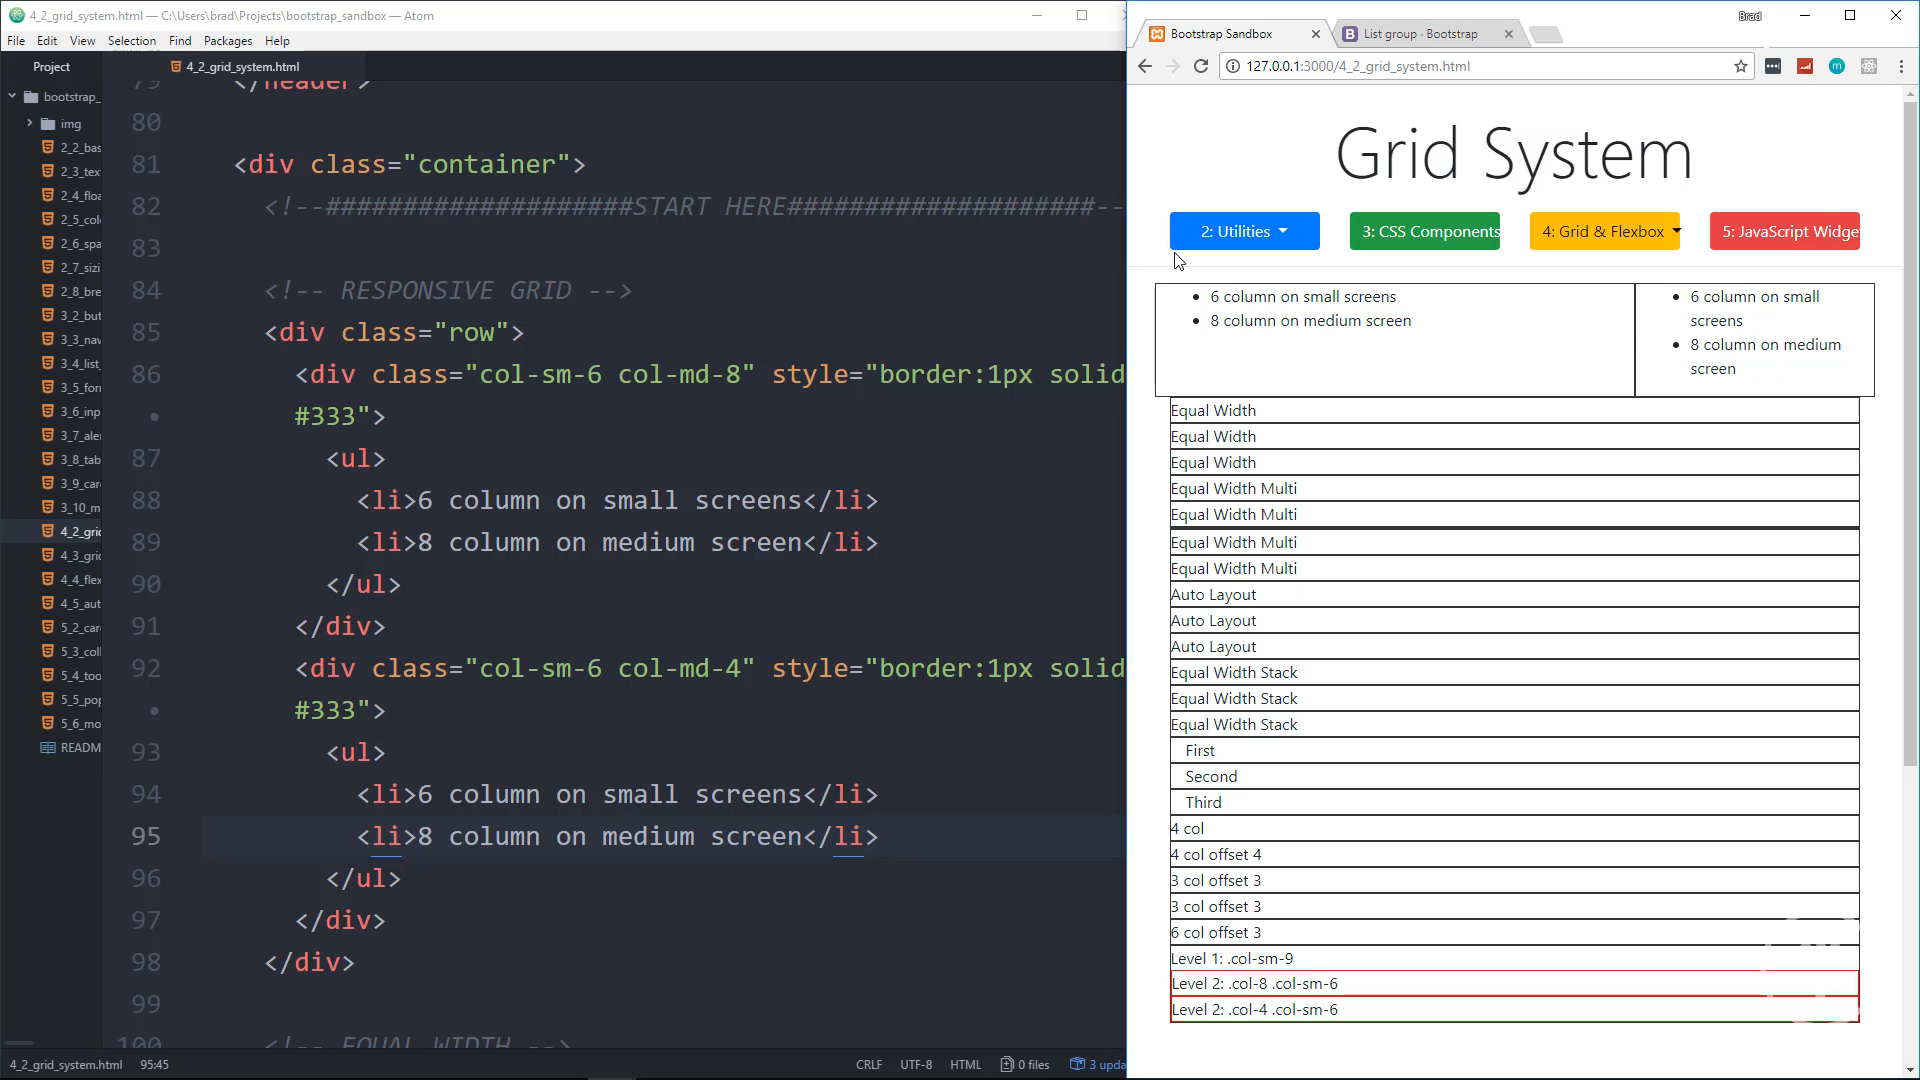 4_2_grid_system.html — C:\Users\brad\Projects\bootstrap_sandbox — Atom
File Edit View Selection Find Packages Help
Project
4_2_grid_system.html
bootstrap_
img
2_2_bas
2_3_tex
2_4_floa
2_5_col
2_6_spa
2_7_sizi
2_8_bre
3_2_but
3_3_nav
3_4_list_
3_5_for
3_6_inp
3_7_ale
3_8_tab
3_9_car
3_10_m
4_2_gri
4_3_gri
4_4_flex
4_5_aut
5_2_car
5_3_coll
5_4_too
5_5_pop
5_6_mo
README
79 </header>
80
81 <div class="container">
82 <!--####################START HERE####################--
83
84 <!-- RESPONSIVE GRID -->
85 <div class="row">
86 <div class="col-sm-6 col-md-8" style="border:1px solid
• #333">
87 <ul>
88 <li>6 column on small screens</li>
89 <li>8 column on medium screen</li>
90 </ul>
91 </div>
92 <div class="col-sm-6 col-md-4" style="border:1px solid
• #333">
93 <ul>
94 <li>6 column on small screens</li>
95 <li>8 column on medium screen</li>
96 </ul>
97 </div>
98 </div>
99
100 <!-- EQUAL WIDTH -->
4_2_grid_system.html 95:45 CRLF UTF-8 HTML 0 files 3 upda
Brad
Bootstrap Sandbox
List group · Bootstrap
127.0.0.1:3000/4_2_grid_system.html
Grid System
2: Utilities
3: CSS Components
4: Grid & Flexbox
5: JavaScript Widge
• 6 column on small screens
• 8 column on medium screen
• 6 column on small
screens
• 8 column on medium
screen
Equal Width
Equal Width
Equal Width
Equal Width Multi
Equal Width Multi
Equal Width Multi
Equal Width Multi
Auto Layout
Auto Layout
Auto Layout
Equal Width Stack
Equal Width Stack
Equal Width Stack
First
Second
Third
4 col
4 col offset 4
3 col offset 3
3 col offset 3
6 col offset 3
Level 1: .col-sm-9
Level 2: .col-8 .col-sm-6
Level 2: .col-4 .col-sm-6